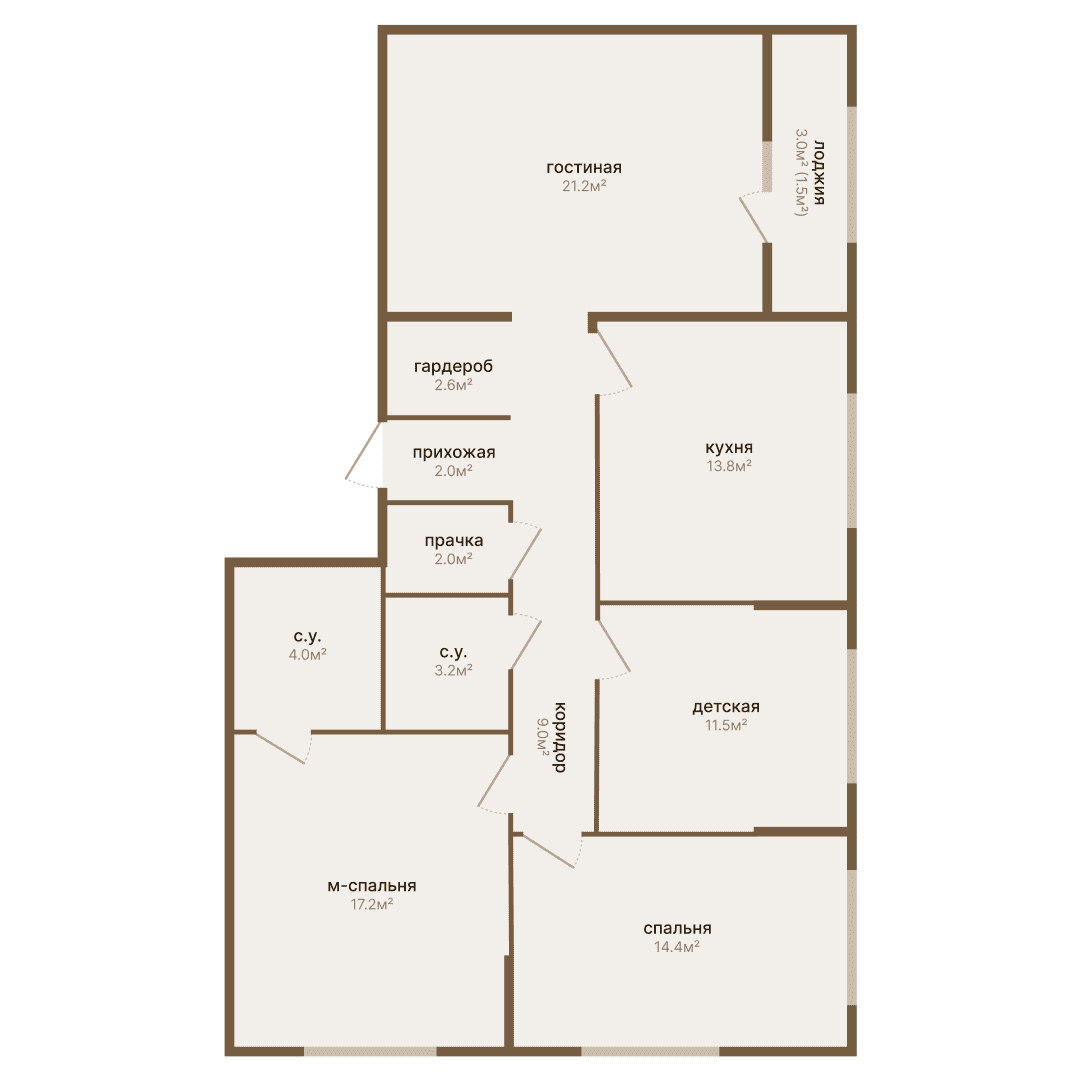 гостиная
21.2м²
лоджия
3.0м² (1.5м²)
гардероб
2.6м²
прихожая
2.0м²
кухня
13.8м²
прачка
2.0м²
с.у.
4.0м²
с.у.
3.2м²
коридор
9.0м²
детская
11.5м²
м-спальня
17.2м²
спальня
14.4м²